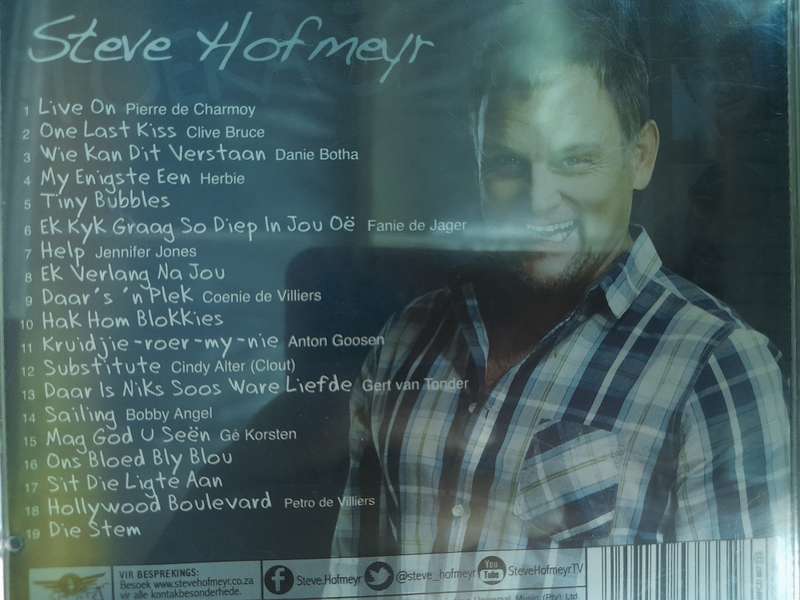 Steve Hofmeyr
1 Live On Pierre de Charmoy
2 One Last Kiss Clive Bruce
3 Wie Kan Dit Verstaan Danie Botha
4 My Enigste Een Herbie
5 Tiny Bubbles
6 Ek Kyk Graag So Diep In Jou Oë Fanie de Jager
7 Help Jennifer Jones
8 Ek Verlang Na Jou
9 Daar's 'n Plek Coenie de Villiers
10 Hak Hom Blokkies
11 Kruidjie-roer-my-nie Anton Goosen
12 Substitute Cindy Alter (Clout)
13 Daar Is Niks Soos Ware Liefde Gert van Tonder
14 Sailing Bobby Angel
15 Mag God U Seën Gé Korsten
16 Ons Bloed Bly Blou
17 Sit Die Ligte Aan
18 Hollywood Boulevard Petro de Villiers
19 Die Stem
VIR BESPREKINGS:
Besoek www.stevehofmeyr.co.za
vir alle kontakbesonderhede.
Steve.Hofmeyr
@steve_hofmeyr
You Tube
SteveHofmeyrTV
Universal Music (Pty) Ltd.